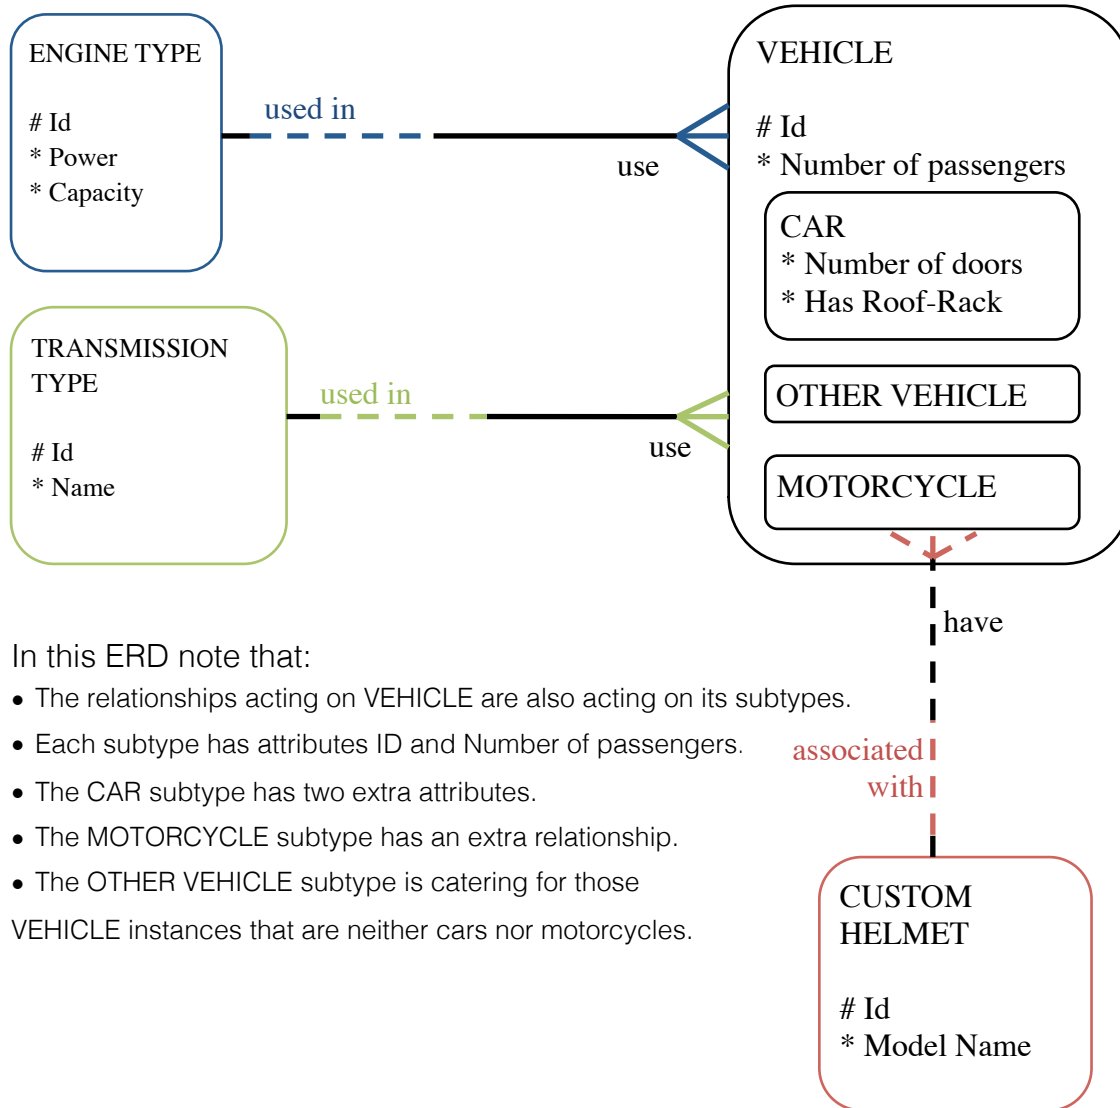 ENGINE TYPE
# Id
* Power
* Capacity
used in
use
VEHICLE
# Id
* Number of passengers
CAR
* Number of doors
* Has Roof-Rack
OTHER VEHICLE
MOTORCYCLE
TRANSMISSION
TYPE
# Id
* Name
used in
use
have
associated
with
CUSTOM
HELMET
# Id
* Model Name
In this ERD note that:
• The relationships acting on VEHICLE are also acting on its subtypes.
• Each subtype has attributes ID and Number of passengers.
• The CAR subtype has two extra attributes.
• The MOTORCYCLE subtype has an extra relationship.
• The OTHER VEHICLE subtype is catering for those
VEHICLE instances that are neither cars nor motorcycles.